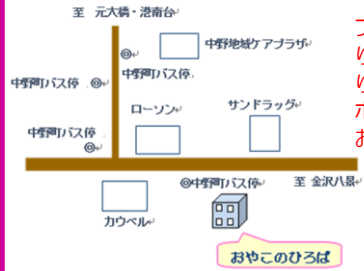 至 元大橋・港南台
中野地域ケアプラザ
中野町バス停
中野町バス停
ローソン
サンドラッグ
中野町バス停
中野町バス停
至 金沢八景
カウベル
おやこのひろば